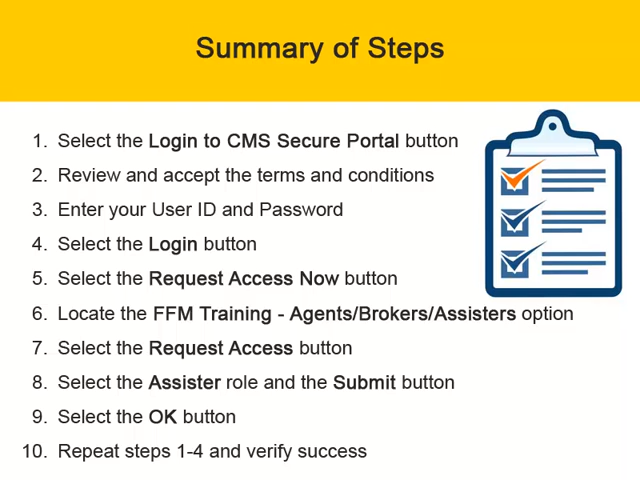 Summary of Steps
1. Select the Login to CMS Secure Portal button
2. Review and accept the terms and conditions
3. Enter your User ID and Password
4. Select the Login button
5. Select the Request Access Now button
6. Locate the FFM Training - Agents/Brokers/Assisters option
7. Select the Request Access button
8. Select the Assister role and the Submit button
9. Select the OK button
10. Repeat steps 1-4 and verify success